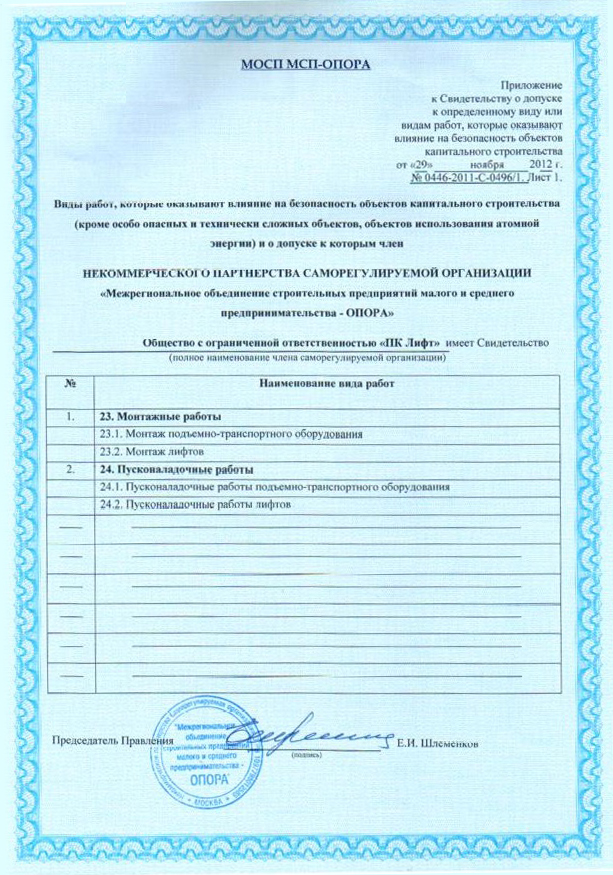 МОСП МСП-ОПОРА
Приложение
к Свидетельству о допуске
к определенному виду или
видам работ, которые оказывают
влияние на безопасность объектов
капитального строительства
от «29» ноября 2012 г.
№ 0446-2011-С-0496/1. Лист 1.
Виды работ, которые оказывают влияние на безопасность объектов капитального строительства
(кроме особо опасных и технически сложных объектов, объектов использования атомной
энергии) и о допуске к которым член
НЕКОММЕРЧЕСКОГО ПАРТНЕРСТВА САМОРЕГУЛИРУЕМОЙ ОРГАНИЗАЦИИ
«Межрегиональное объединение строительных предприятий малого и среднего
предпринимательства - ОПОРА»
Общество с ограниченной ответственностью «ПК Лифт» имеет Свидетельство
(полное наименование члена саморегулируемой организации)
№ Наименование вида работ
1. 23. Монтажные работы
23.1. Монтаж подъемно-транспортного оборудования
23.2. Монтаж лифтов
2. 24. Пусконаладочные работы
24.1. Пусконаладочные работы подъемно-транспортного оборудования
24.2. Пусконаладочные работы лифтов
Председатель Правления
(подпись)
Е.И. Шлеменков
"Межрегиональное
объединение
строительных предприятий
малого и среднего
предпринимательства -
ОПОРА"
МОСКВА